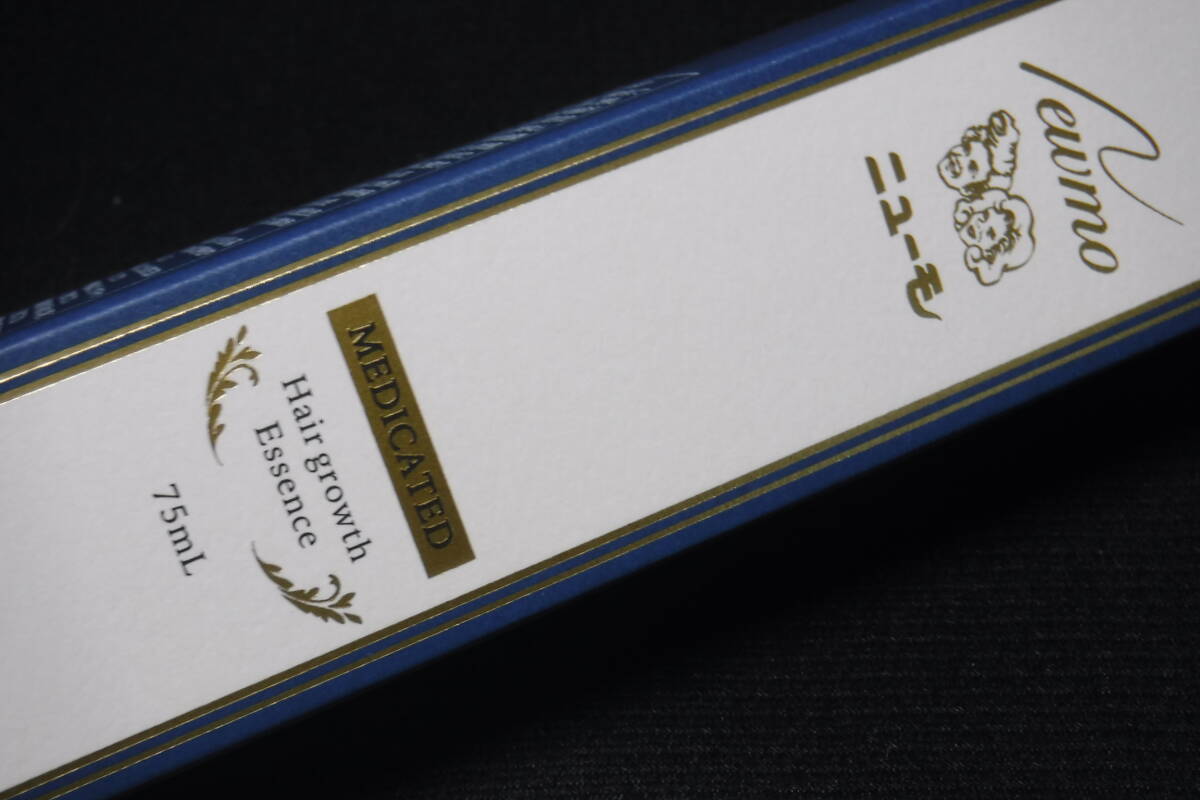 Newmo
ニューモ
MEDICATED
Hair growth
Essence
75mL